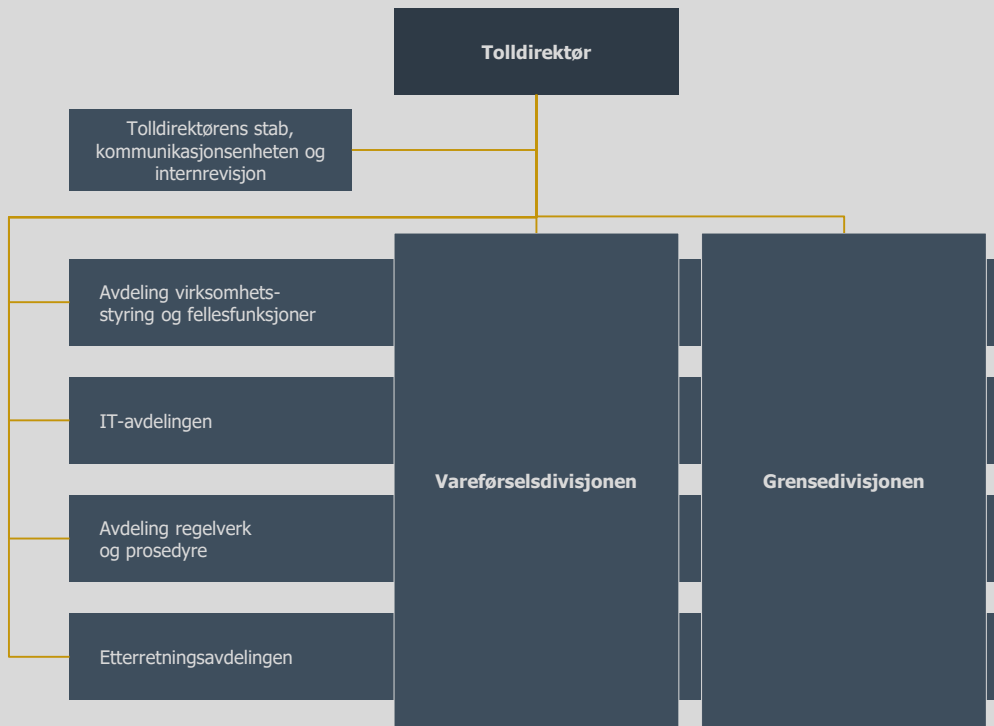 Tolldirektør
Tolldirektørens stab,
kommunikasjonsenheten og
internrevisjon
Avdeling virksomhets-
styring og fellesfunksjoner
IT-avdelingen
Avdeling regelverk
og prosedyre
Etterretningsavdelingen
Vareførselsdivisjonen
Grensedivisjonen